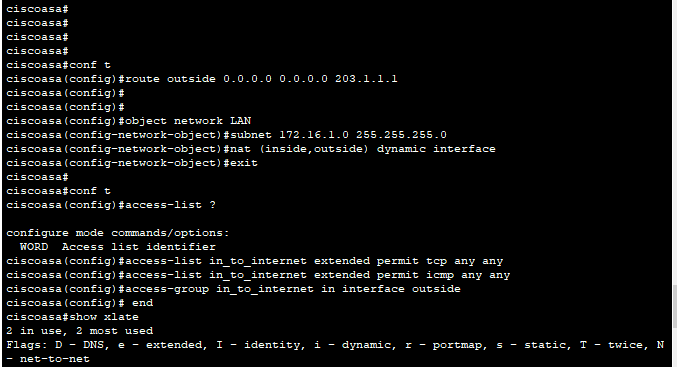 ciscoasa#
ciscoasa#
ciscoasa#
ciscoasa#
ciscoasa#conf t
ciscoasa(config)#route outside 0.0.0.0 0.0.0.0 203.1.1.1
ciscoasa(config)#
ciscoasa(config)#
ciscoasa(config)#object network LAN
ciscoasa(config-network-object)#subnet 172.16.1.0 255.255.255.0
ciscoasa(config-network-object)#nat (inside,outside) dynamic interface
ciscoasa(config-network-object)#exit
ciscoasa#
ciscoasa#conf t
ciscoasa(config)#access-list ?

configure mode commands/options:
  WORD  Access list identifier
ciscoasa(config)#access-list in_to_internet extended permit tcp any any
ciscoasa(config)#access-list in_to_internet extended permit icmp any any
ciscoasa(config)#access-group in_to_internet in interface outside
ciscoasa(config)# end
ciscoasa#show xlate
2 in use, 2 most used
Flags: D - DNS, e - extended, I - identity, i - dynamic, r - portmap, s - static, T - twice, N
- net-to-net